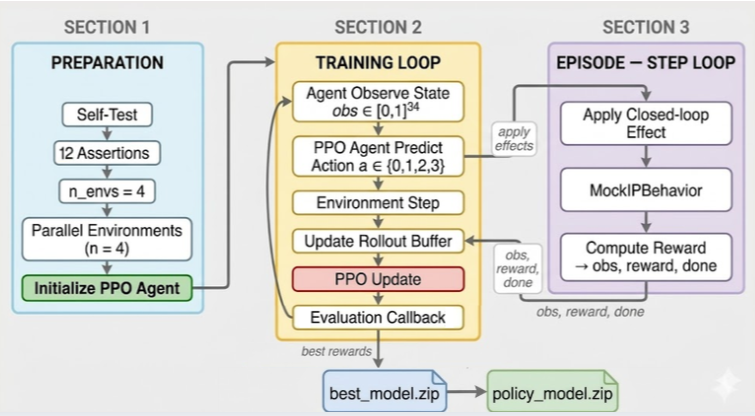 SECTION 1
PREPARATION
Self-Test
12 Assertions
n_envs = 4
Parallel Environments
(n = 4)
Initialize PPO Agent
SECTION 2
TRAINING LOOP
Agent Observe State
obs ∈ [0,1]³⁴
PPO Agent Predict
Action a ∈ {0,1,2,3}
Environment Step
Update Rollout Buffer
PPO Update
Evaluation Callback
best rewards
best_model.zip
policy_model.zip
apply
effects
obs,
reward,
done
obs, reward, done
SECTION 3
EPISODE — STEP LOOP
Apply Closed-loop
Effect
MockIPBehavior
Compute Reward
→ obs, reward, done